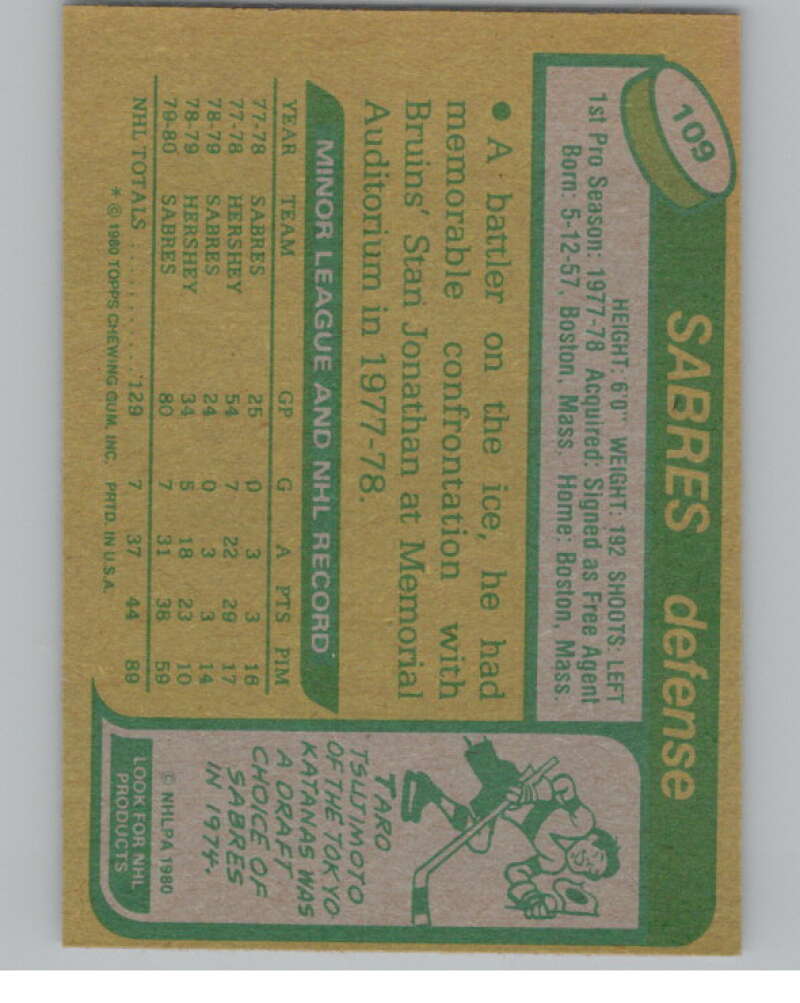 109
SABRES defense
HEIGHT: 6'0" WEIGHT: 192 SHOOTS: LEFT
1st Pro Season: 1977-78 Acquired: Signed as Free Agent
Born: 5-12-57, Boston, Mass. Home: Boston, Mass.
● A battler on the ice, he had
memorable confrontation with
Bruins' Stan Jonathan at Memorial
Auditorium in 1977-78.
MINOR LEAGUE AND NHL RECORD
YEAR TEAM GP G A PTS PIM
77-78 SABRES 25 0 3 3 16
77-78 HERSHEY 54 7 22 29 17
78-79 SABRES 24 0 3 3 14
78-79 HERSHEY 34 5 18 23 10
79-80 SABRES 80 7 31 38 59
NHL TOTALS . . . . . . . . . . . . 129 7 37 44 89
* © 1980 TOPPS CHEWING GUM, INC. PRTD. IN U.S.A.
TARO
TSUJIMOTO
OF THE TOKYO
KATANAS WAS
A DRAFT
CHOICE OF
SABRES
IN 1974.
© NHLPA 1980
LOOK FOR NHL
PRODUCTS